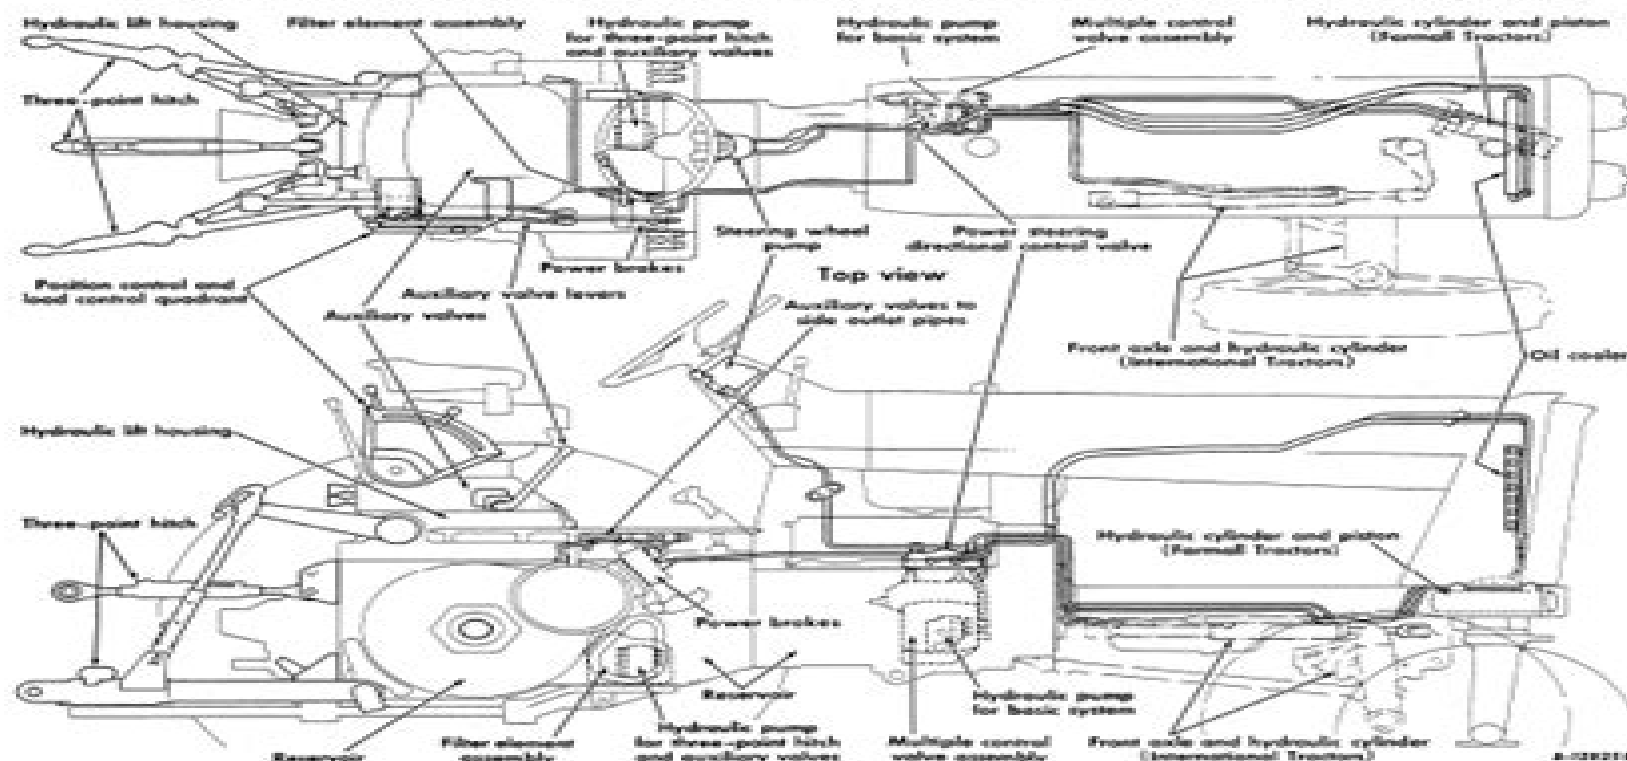 Hydraulic lift housing
Filter element assembly
Hydraulic pump
for three-point hitch
and auxiliary valves
Hydraulic pump
for basic system
Multiple control
valve assembly
Hydraulic cylinder and piston
(Farmall Tractors)
Three-point hitch
Steering wheel
pump
Power steering
directional control valve
Power brakes
Top view
Position control and
load control quadrant
Auxiliary valve levers
Auxiliary valves
Auxiliary valves to
side outlet pipes
Front axle and hydraulic cylinder
(International Tractors)
Oil cooler
Hydraulic lift housing
Three-point hitch
Hydraulic cylinder and piston
(Farmall Tractors)
Power brakes
Reservoir
Hydraulic pump
for basic system
Reservoir
Filter element
assembly
Hydraulic pump
for three-point hitch
and auxiliary valves
Multiple control
valve assembly
Front axle and hydraulic cylinder
(International Tractors)